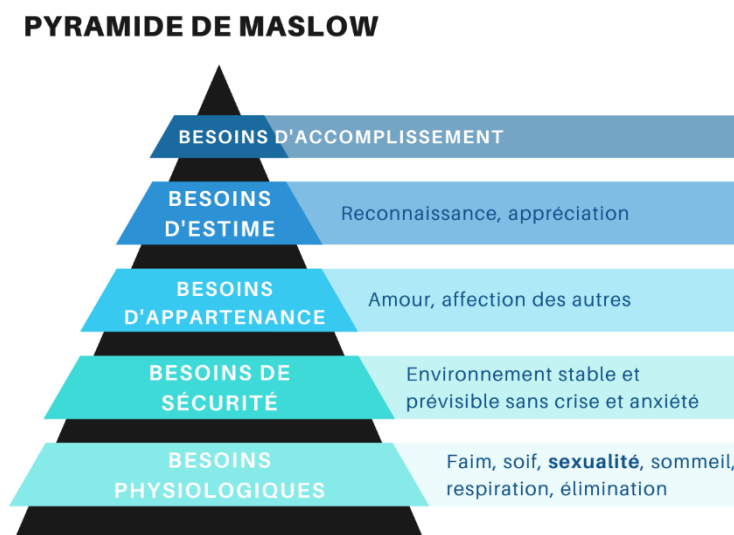 PYRAMIDE DE MASLOW
BESOINS D'ACCOMPLISSEMENT
BESOINS
D'ESTIME
Reconnaissance, appréciation
BESOINS
D'APPARTENANCE
Amour, affection des autres
BESOINS DE
SÉCURITÉ
Environnement stable et
prévisible sans crise et anxiété
BESOINS
PHYSIOLOGIQUES
Faim, soif, sexualité, sommeil,
respiration, élimination